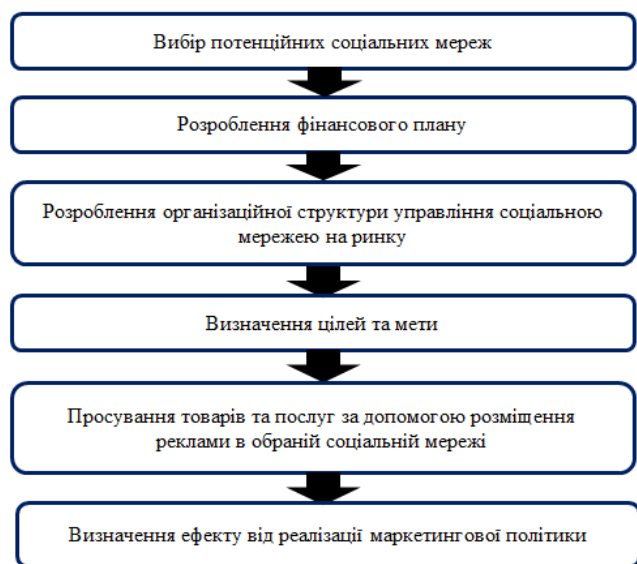 Вибір потенційних соціальних мереж
Розроблення фінансового плану
Розроблення організаційної структури управління соціальною
мережею на ринку
Визначення цілей та мети
Просування товарів та послуг за допомогою розміщення
реклами в обраній соціальній мережі
Визначення ефекту від реалізації маркетингової політики